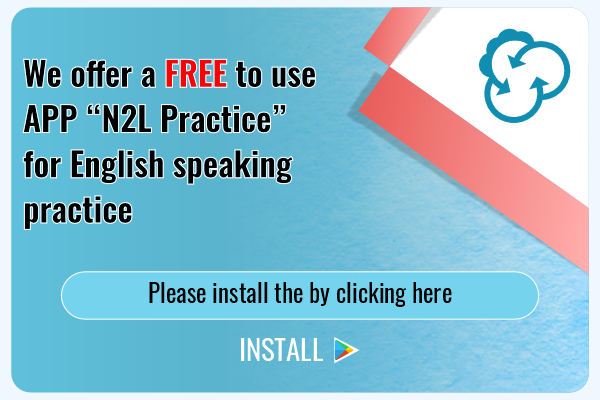 We offer a FREE to use
APP “N2L Practice”
for English speaking
practice
Please install the by clicking here
INSTALL